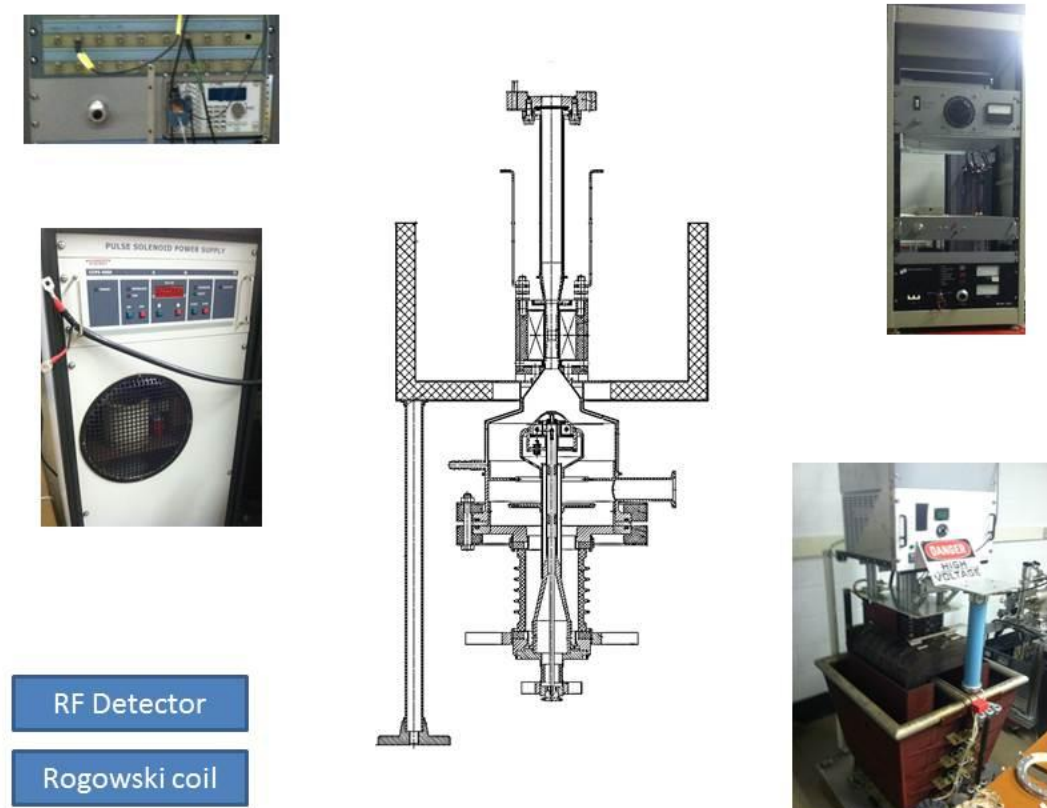 PULSE SOLENOID POWER SUPPLY
DANGER
HIGH
VOLTAGE
RF Detector
Rogowski coil